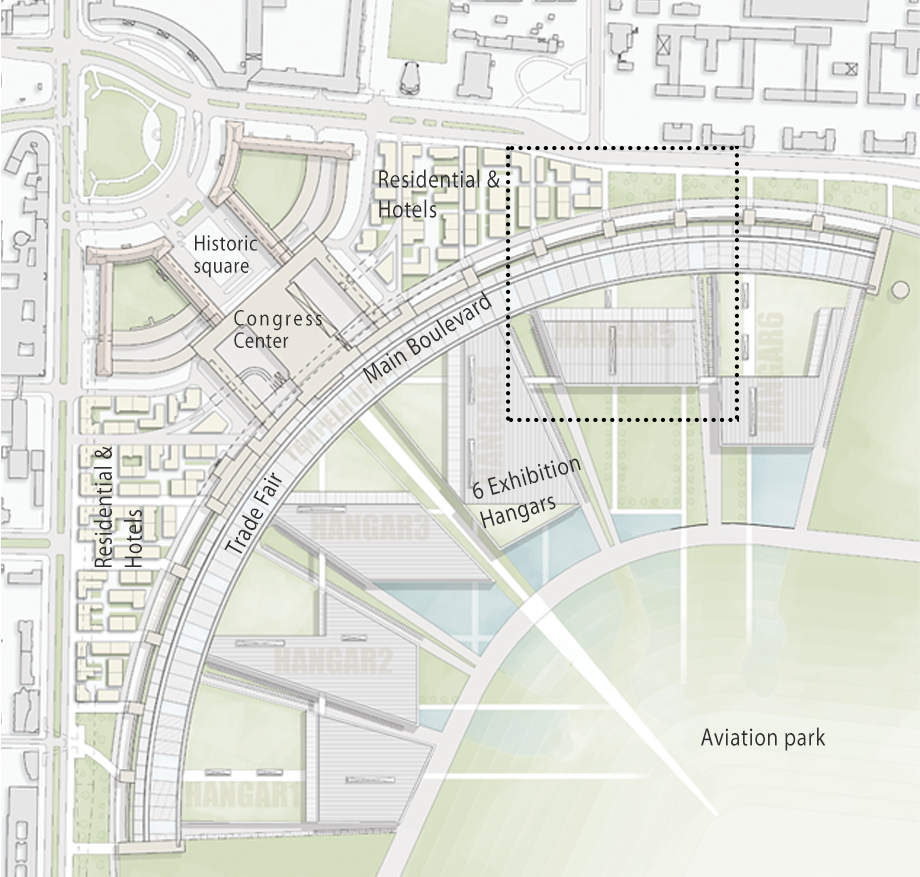 Residential &
Hotels
Historic
square
Congress
Center
Main Boulevard
HANGAR5
HANGAR6
HANGAR4
TEMPELHOF
Residential &
Hotels
Trade Fair
6 Exhibition
Hangars
HANGAR3
HANGAR2
HANGAR1
Aviation park